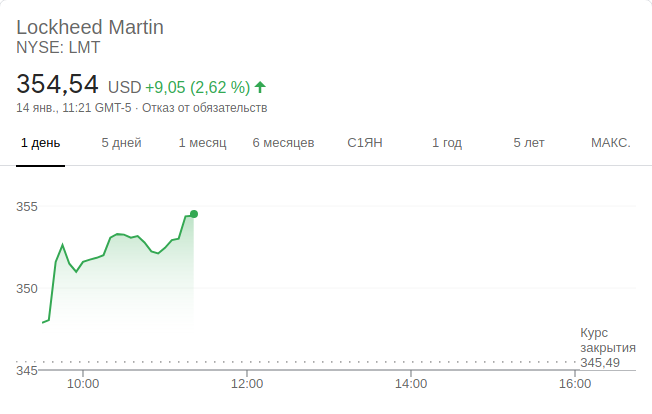 Lockheed Martin
NYSE: LMT
354,54 USD +9,05 (2,62 %)
14 янв., 11:21 GMT-5 · Отказ от обязательств
1 день 5 дней 1 месяц 6 месяцев С1ЯН 1 год 5 лет МАКС.
355
350
Курс
закрытия
345,49
345
10:00 12:00 14:00 16:00